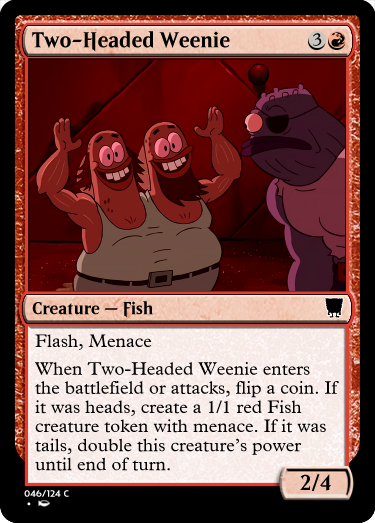 Two-Headed Weenie 3
Creature — Fish
Flash, Menace
When Two-Headed Weenie enters
the battlefield or attacks, flip a coin. If
it was heads, create a 1/1 red Fish
creature token with menace. If it was
tails, double this creature's power
until end of turn.
2/4
046/124 C